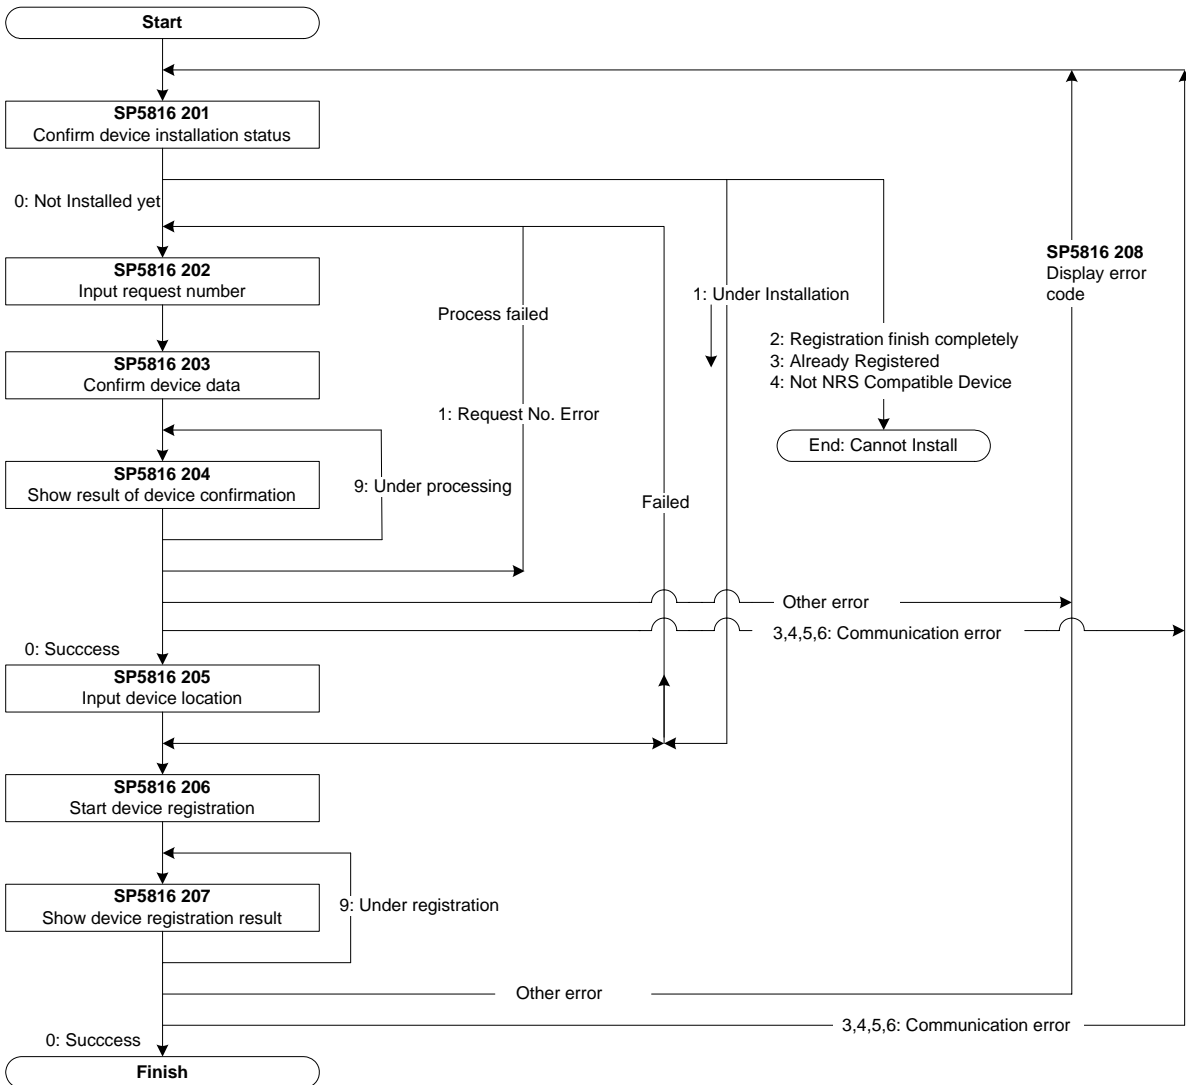 Start
SP5816 201
Confirm device installation status
0: Not Installed yet
SP5816 202
Input request number
SP5816 208
Display error
code
1: Under Installation
Process failed
2: Registration finish completely
3: Already Registered
4: Not NRS Compatible Device
SP5816 203
Confirm device data
1: Request No. Error
End: Cannot Install
SP5816 204
Show result of device confirmation
9: Under processing
Failed
Other error
3,4,5,6: Communication error
0: Succcess
SP5816 205
Input device location
SP5816 206
Start device registration
SP5816 207
Show device registration result
9: Under registration
Other error
3,4,5,6: Communication error
0: Succcess
Finish